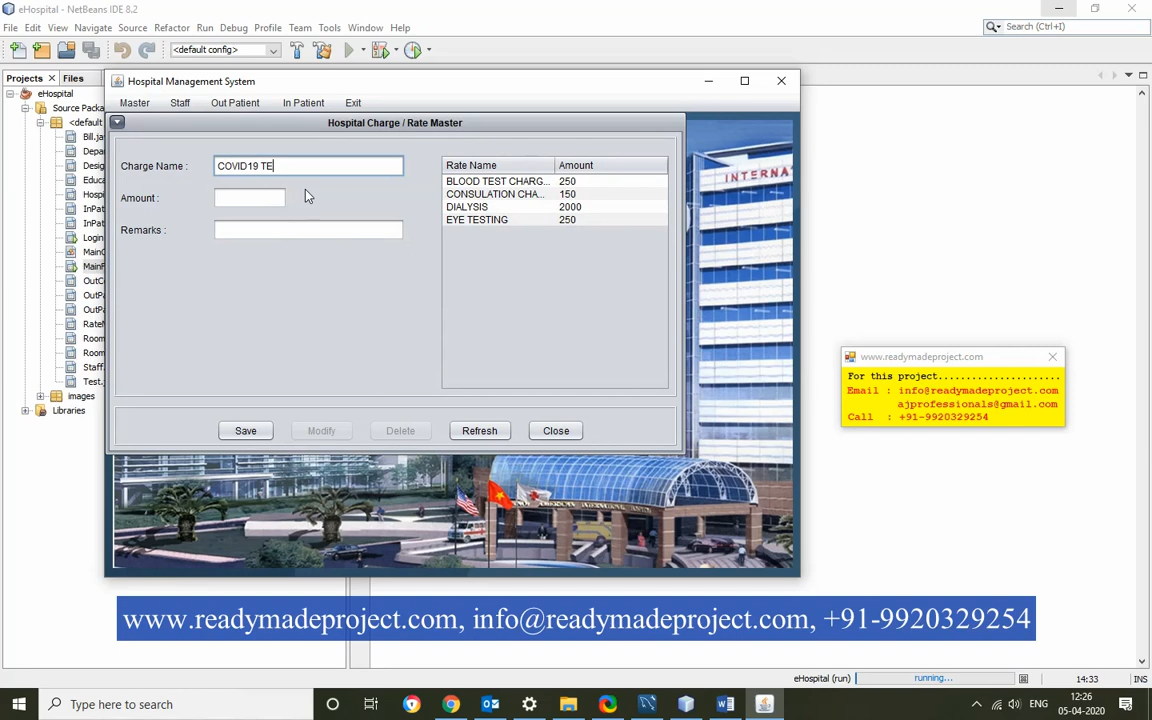 eHospital - NetBeans IDE 8.2
File Edit View Navigate Source Refactor Run Debug Profile Team Tools Window Help
Search (Ctrl+I)
<default config>
Projects Files
eHospital
Source Packa
<default
Bill.jav
Depa
Desig
Educa
Hospi
InPat
InPat
Login
MainC
MainF
OutC
OutPa
OutPa
RateM
Room
Room
Staff.
Test.j
images
Libraries
Hospital Management System
Master Staff Out Patient In Patient Exit
Hospital Charge / Rate Master
Charge Name : COVID19 TE
Amount :
Remarks :
Rate Name Amount
BLOOD TEST CHARG... 250
CONSULATION CHA... 150
DIALYSIS 2000
EYE TESTING 250
Save Modify Delete Refresh Close
INTERNA
www.readymadeproject.com
For this project......................
Email : info@readymadeproject.com
ajprofessionals@gmail.com
Call : +91-9920329254
www.readymadeproject.com, info@readymadeproject.com, +91-9920329254
eHospital (run) running... 14:33 INS
Type here to search
ENG
12:26
05-04-2020